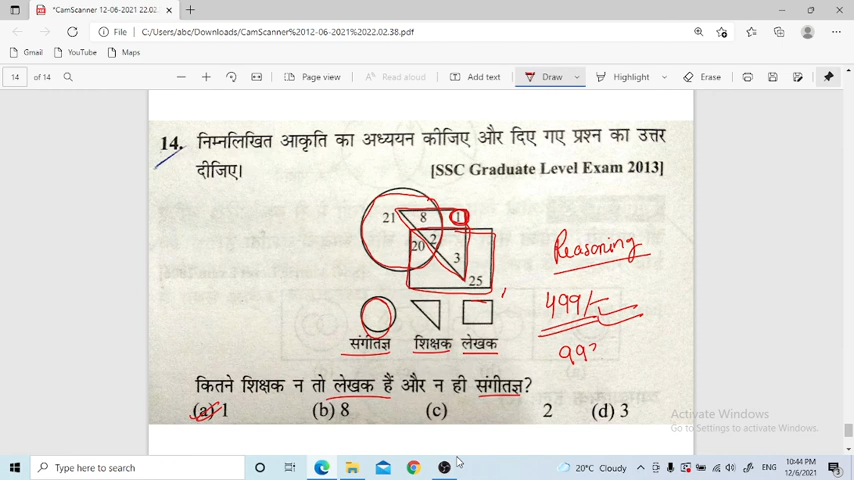 *CamScanner 12-06-2021 22.02
File
C:/Users/abc/Downloads/CamScanner%2012-06-2021%2022.02.38.pdf
Gmail YouTube Maps
14 of 14
Page view
Read aloud
Add text
Draw
Highlight
Erase
14. निम्नलिखित आकृति का अध्ययन कीजिए और दिए गए प्रश्न का उत्तर
दीजिए। [SSC Graduate Level Exam 2013]
21 8 1
20 2
3
25
Reasoning
499/-
99
संगीतज्ञ शिक्षक लेखक
कितने शिक्षक न तो लेखक हैं और न ही संगीतज्ञ?
(a) 1 (b) 8 (c) 2 (d) 3
Activate Windows
Go to Settings to activate Windows.
Type here to search
20°C Cloudy
ENG
10:44 PM
12/6/2021
3